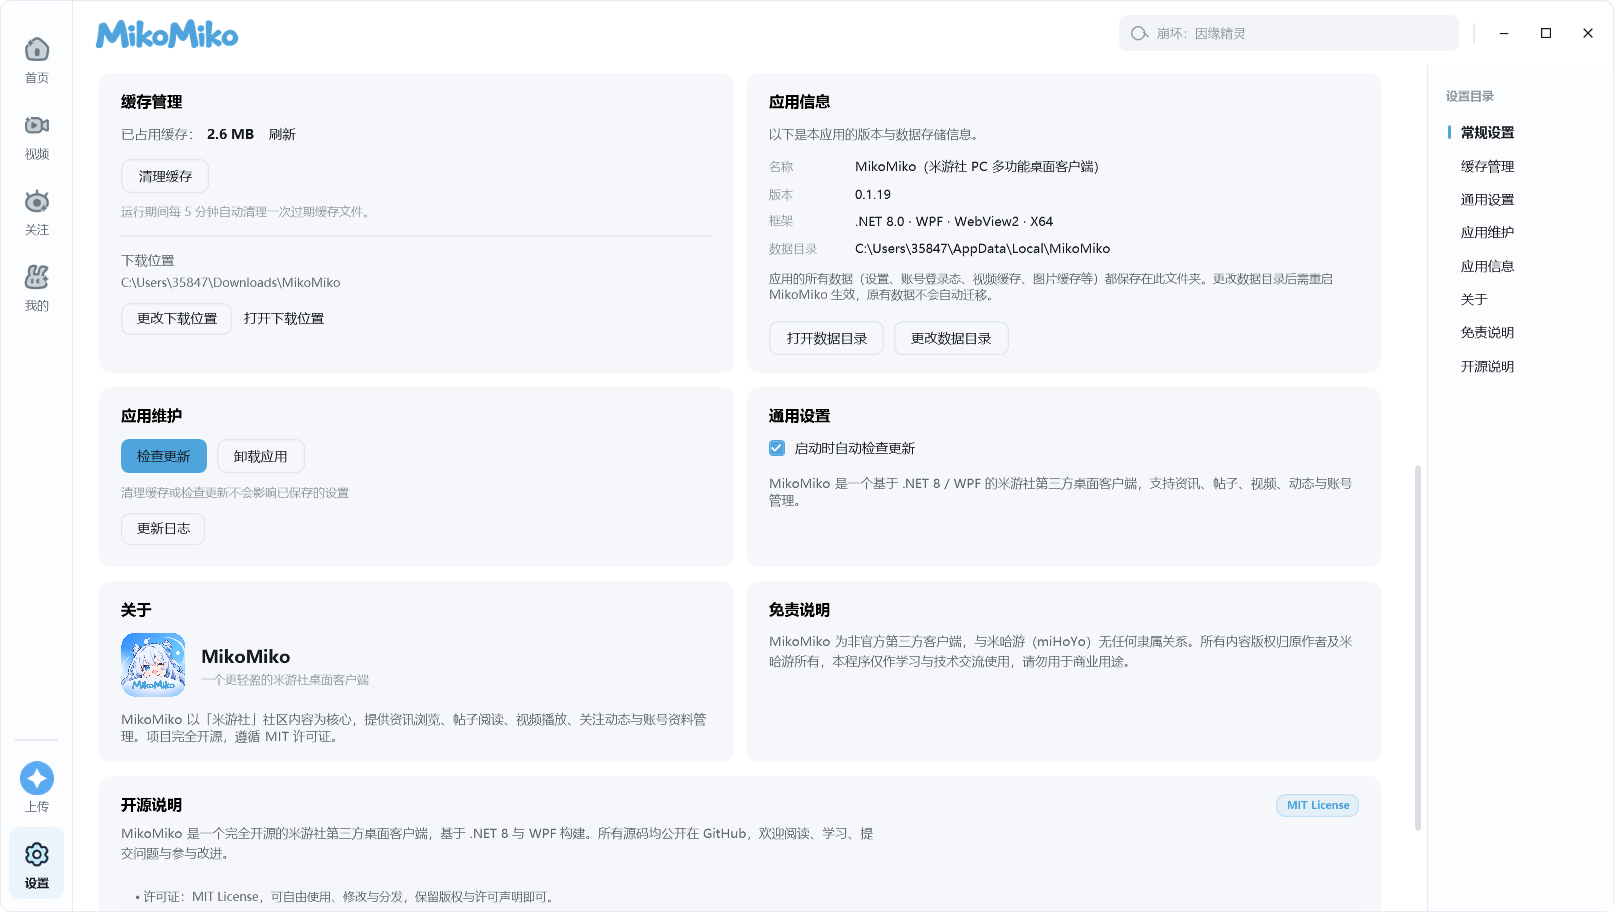 MikoMiko
崩坏：因缘精灵
首页
视频
关注
我的
上传
设置
缓存管理
已占用缓存： 2.6 MB 刷新
清理缓存
运行期间每 5 分钟自动清理一次过期缓存文件。
下载位置
C:\Users\35847\Downloads\MikoMiko
更改下载位置 打开下载位置
应用信息
以下是本应用的版本与数据存储信息。
名称 MikoMiko（米游社 PC 多功能桌面客户端）
版本 0.1.19
框架 .NET 8.0 · WPF · WebView2 · X64
数据目录 C:\Users\35847\AppData\Local\MikoMiko
应用的所有数据（设置、账号登录态、视频缓存、图片缓存等）都保存在此文件夹。更改数据目录后需重启
MikoMiko 生效，原有数据不会自动迁移。
打开数据目录 更改数据目录
应用维护
检查更新 卸载应用
清理缓存或检查更新不会影响已保存的设置
更新日志
通用设置
启动时自动检查更新
MikoMiko 是一个基于 .NET 8 / WPF 的米游社第三方桌面客户端，支持资讯、帖子、视频、动态与账号
管理。
关于
MikoMiko
MikoMiko
一个更轻盈的米游社桌面客户端
MikoMiko 以「米游社」社区内容为核心，提供资讯浏览、帖子阅读、视频播放、关注动态与账号资料管
理。项目完全开源，遵循 MIT 许可证。
免责说明
MikoMiko 为非官方第三方客户端，与米哈游（miHoYo）无任何隶属关系。所有内容版权归原作者及米
哈游所有，本程序仅作学习与技术交流使用，请勿用于商业用途。
开源说明
MIT License
MikoMiko 是一个完全开源的米游社第三方桌面客户端，基于 .NET 8 与 WPF 构建。所有源码均公开在 GitHub，欢迎阅读、学习、提
交问题与参与改进。
• 许可证：MIT License，可自由使用、修改与分发，保留版权与许可声明即可。
设置目录
常规设置
缓存管理
通用设置
应用维护
应用信息
关于
免责说明
开源说明